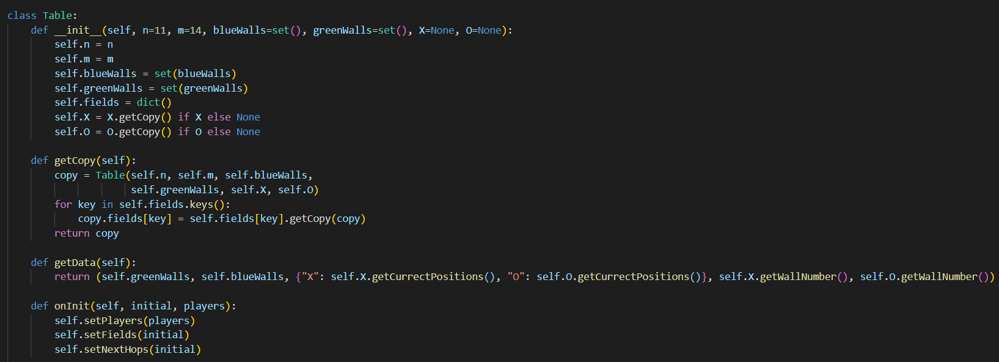 class Table:
    def __init__(self, n=11, m=14, blueWalls=set(), greenWalls=set(), X=None, O=None):
        self.n = n
        self.m = m
        self.blueWalls = set(blueWalls)
        self.greenWalls = set(greenWalls)
        self.fields = dict()
        self.X = X.getCopy() if X else None
        self.O = O.getCopy() if O else None

    def getCopy(self):
        copy = Table(self.n, self.m, self.blueWalls,
                     self.greenWalls, self.X, self.O)
        for key in self.fields.keys():
            copy.fields[key] = self.fields[key].getCopy(copy)
        return copy

    def getData(self):
        return (self.greenWalls, self.blueWalls, {"X": self.X.getCurrectPositions(), "O": self.O.getCurrectPositions()}, self.X.getWallNumber(), self.O.getWallNumber())

    def onInit(self, initial, players):
        self.setPlayers(players)
        self.setFields(initial)
        self.setNextHops(initial)